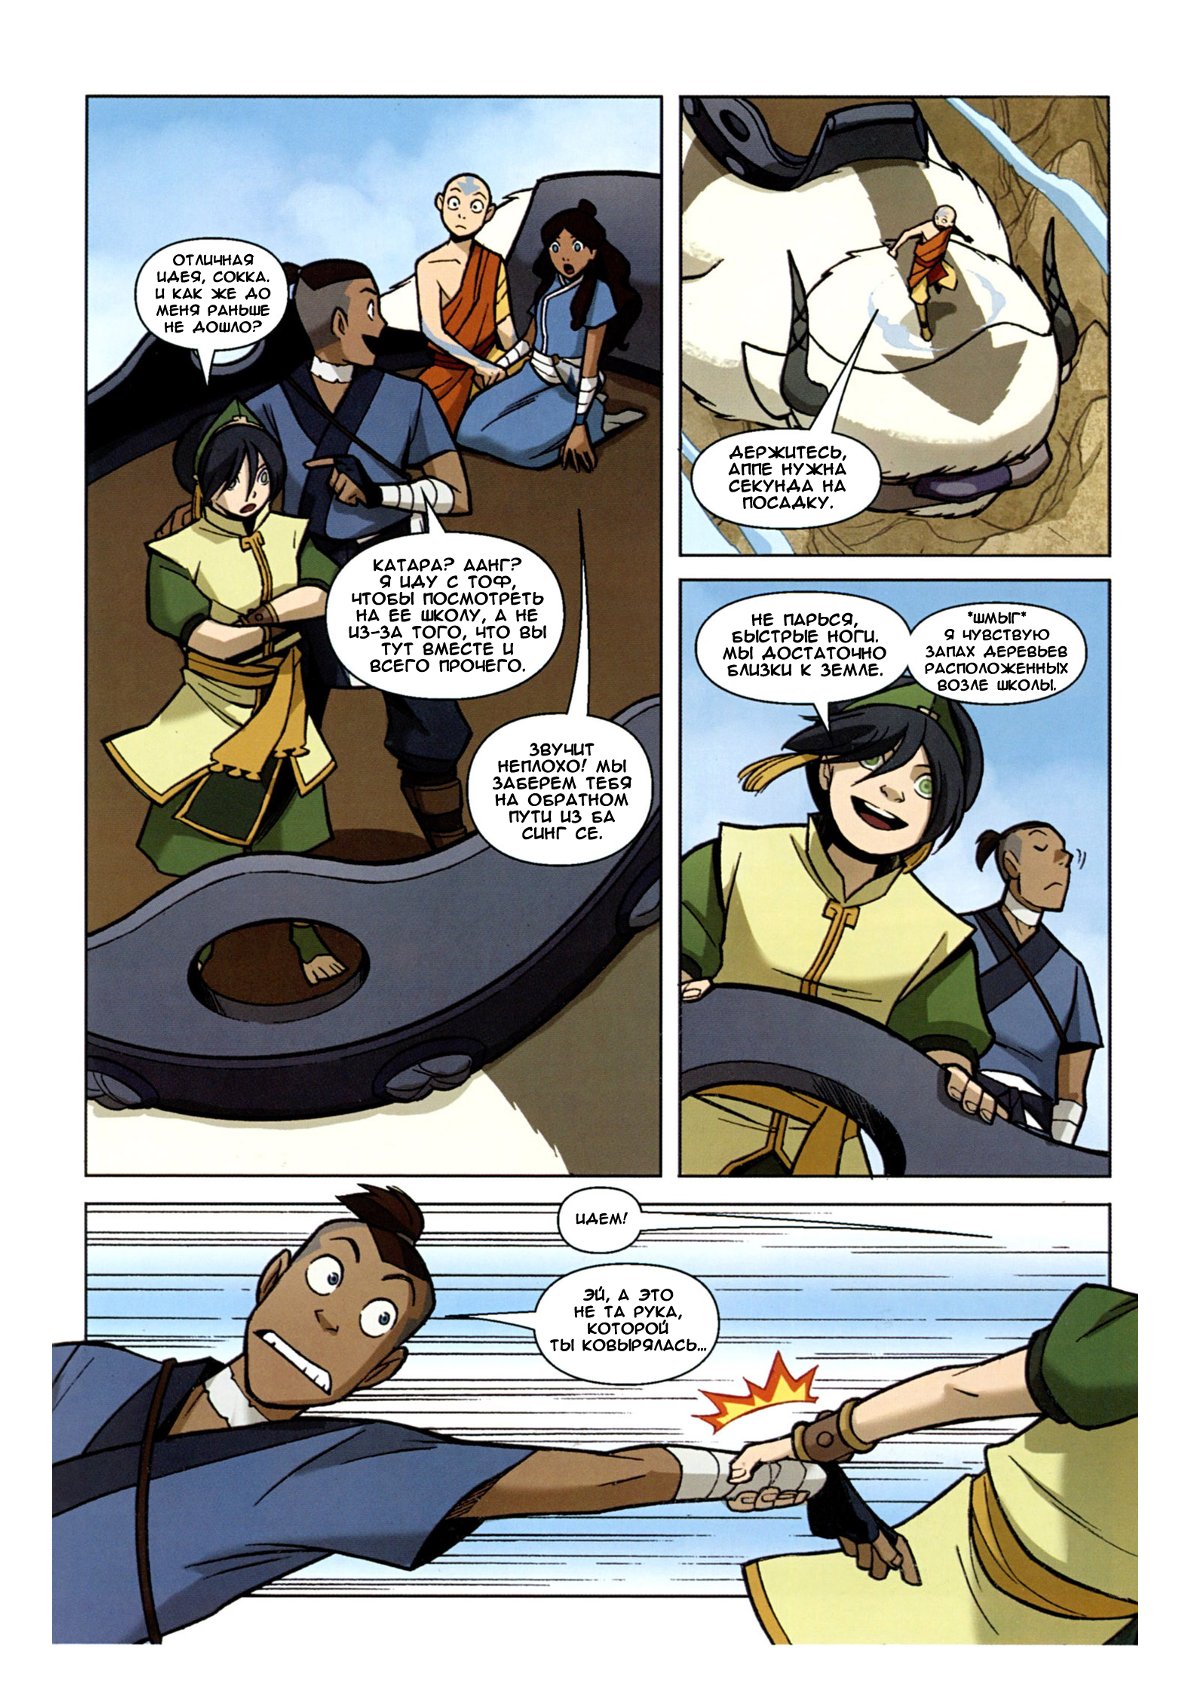 ОТЛИЧНАЯ
ИДЕЯ, СОККА.
И КАК ЖЕ ДО
МЕНЯ РАНЬШЕ
НЕ ДОШЛО?
КАТАРА? ААНГ?
Я ИДУ С ТОФ,
ЧТОБЫ ПОСМОТРЕТЬ
НА ЕЕ ШКОЛУ, А НЕ
ИЗ-ЗА ТОГО, ЧТО ВЫ
ТУТ ВМЕСТЕ И
ВСЕГО ПРОЧЕГО.
ЗВУЧИТ
НЕПЛОХО! МЫ
ЗАБЕРЕМ ТЕБЯ
НА ОБРАТНОМ
ПУТИ ИЗ БА
СИНГ СЕ.
ДЕРЖИТЕСЬ,
АППЕ НУЖНА
СЕКУНДА НА
ПОСАДКУ.
НЕ ПАРЬСЯ,
БЫСТРЫЕ НОГИ.
МЫ ДОСТАТОЧНО
БЛИЗКИ К ЗЕМЛЕ.
*ШМЫГ*
Я ЧУВСТВУЮ
ЗАПАХ ДЕРЕВЬЕВ
РАСПОЛОЖЕННЫХ
ВОЗЛЕ ШКОЛЫ.
ИДЕМ!
ЭЙ, А ЭТО
НЕ ТА РУКА,
КОТОРОЙ
ТЫ КОВЫРЯЛАСЬ...